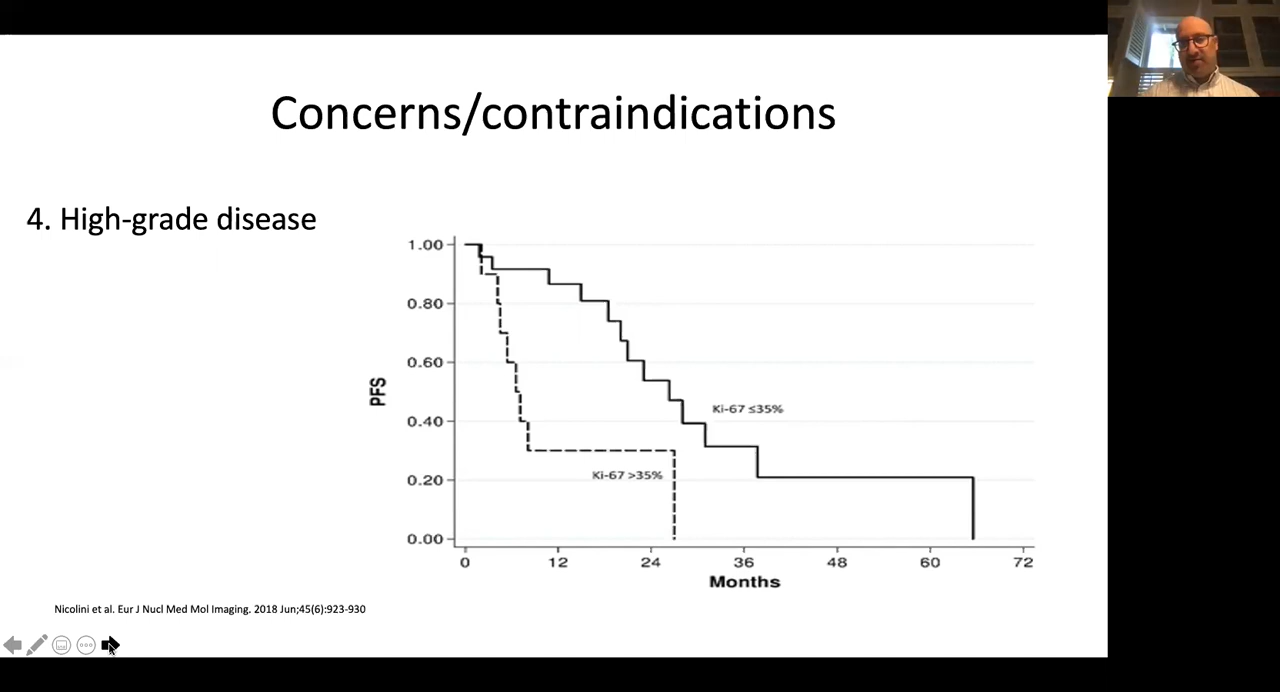 Concerns/contraindications
4. High-grade disease
1.00
0.80
0.60
0.40
0.20
0.00
PFS
Ki-67 ≤35%
Ki-67 >35%
0 12 24 36 48 60 72
Months
Nicolini et al. Eur J Nucl Med Mol Imaging. 2018 Jun;45(6):923-930